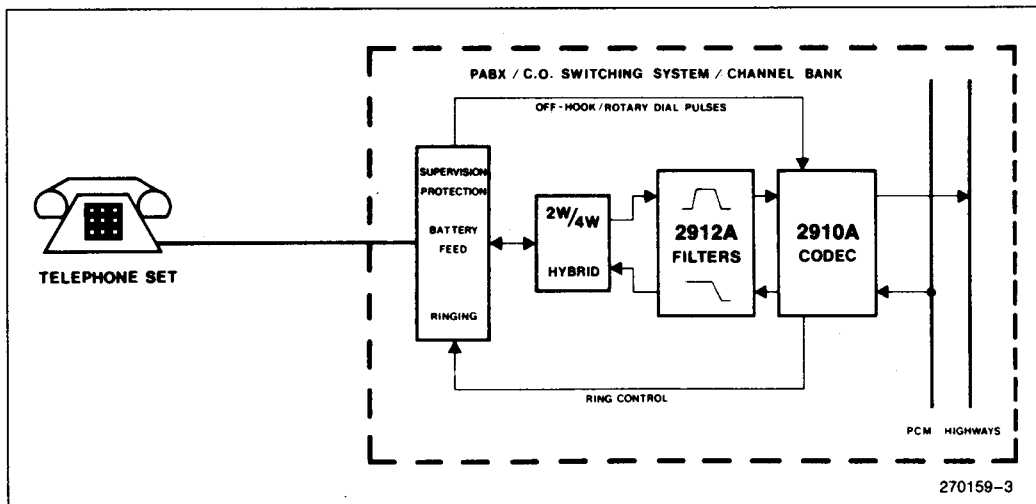 PABX / C.O. SWITCHING SYSTEM / CHANNEL BANK
OFF-HOOK/ROTARY DIAL PULSES
TELEPHONE SET
SUPERVISION
PROTECTION
BATTERY
FEED
RINGING
2W/4W
HYBRID
2912A
FILTERS
2910A
CODEC
RING CONTROL
PCM HIGHWAYS
270159-3